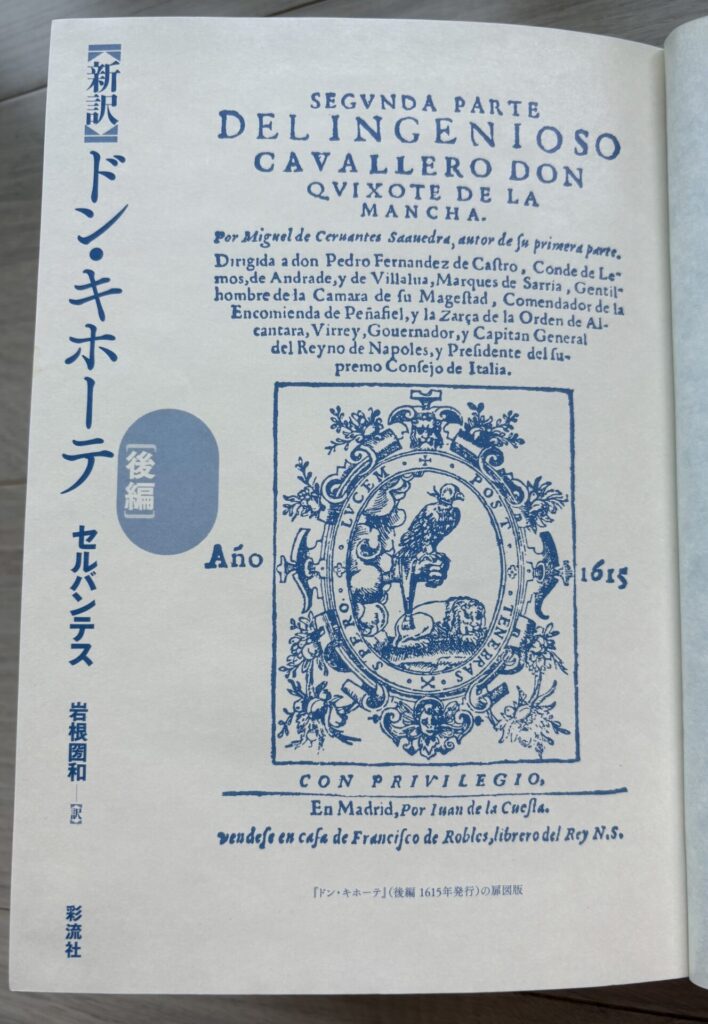 【新訳】ドン・キホーテ
[後編]
セルバンテス
岩根圀和──[訳]
彩流社
SEGVNDA PARTE
DEL INGENIOSO
CAVALLERO DON
QVIXOTE DE LA
MANCHA.
Por Miguel de Ceruantes Saauedra, autor de ſu primera parte.
Dirigida a don Pedro Fernandez de Caſtro, Conde de Le-
mos, de Andrade, y de Villalua, Marques de Sarria, Gentil-
hombre de la Camara de ſu Mageſtad, Comendador de la
Encomienda de Peñafiel, y la Zarça de la Orden de Al-
cantara, Virrey, Gouernador, y Capitan General
del Reyno de Napoles, y Preſidente del ſu-
premo Conſejo de Italia.
SPERO LUCEM POST TENEBRAS
Año 1615
CON PRIVILEGIO,
En Madrid, Por Iuan de la Cueſta.
vendeſe en caſa de Franciſco de Robles, librero del Rey N.S.
『ドン・キホーテ』(後編 1615年発行)の扉図版